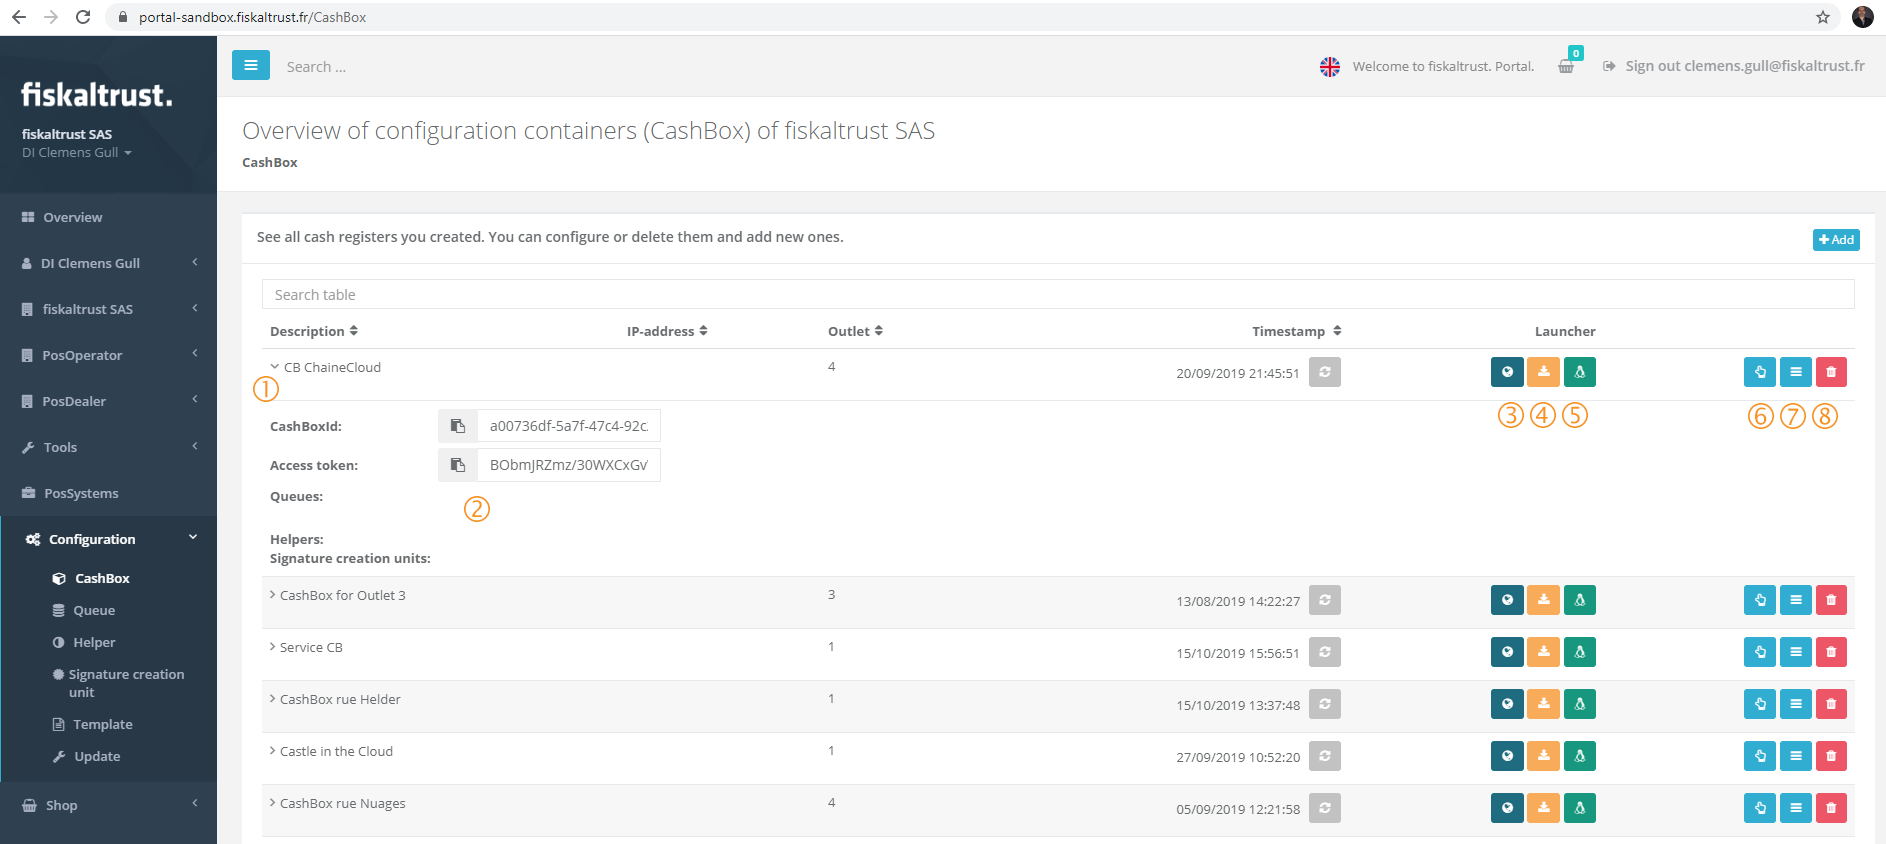 portal-sandbox.fiskaltrust.fr/CashBox
fiskaltrust.
fiskaltrust SAS
DI Clemens Gull
Overview
DI Clemens Gull
fiskaltrust SAS
PosOperator
PosDealer
Tools
PosSystems
Configuration
CashBox
Queue
Helper
Signature creation
unit
Template
Update
Shop
Search ...
Welcome to fiskaltrust. Portal.
0
Sign out clemens.gull@fiskaltrust.fr
Overview of configuration containers (CashBox) of fiskaltrust SAS
CashBox
See all cash registers you created. You can configure or delete them and add new ones.
Add
Search table
Description IP-address Outlet Timestamp Launcher
CB ChaineCloud 4 20/09/2019 21:45:51
① ③ ④ ⑤ ⑥ ⑦ ⑧
CashBoxId: a00736df-5a7f-47c4-92c
Access token: BObmJRZmz/30WXCxGv
Queues:
②
Helpers:
Signature creation units:
CashBox for Outlet 3 3 13/08/2019 14:22:27
Service CB 1 15/10/2019 15:56:51
CashBox rue Helder 1 15/10/2019 13:37:48
Castle in the Cloud 1 27/09/2019 10:52:20
CashBox rue Nuages 4 05/09/2019 12:21:58